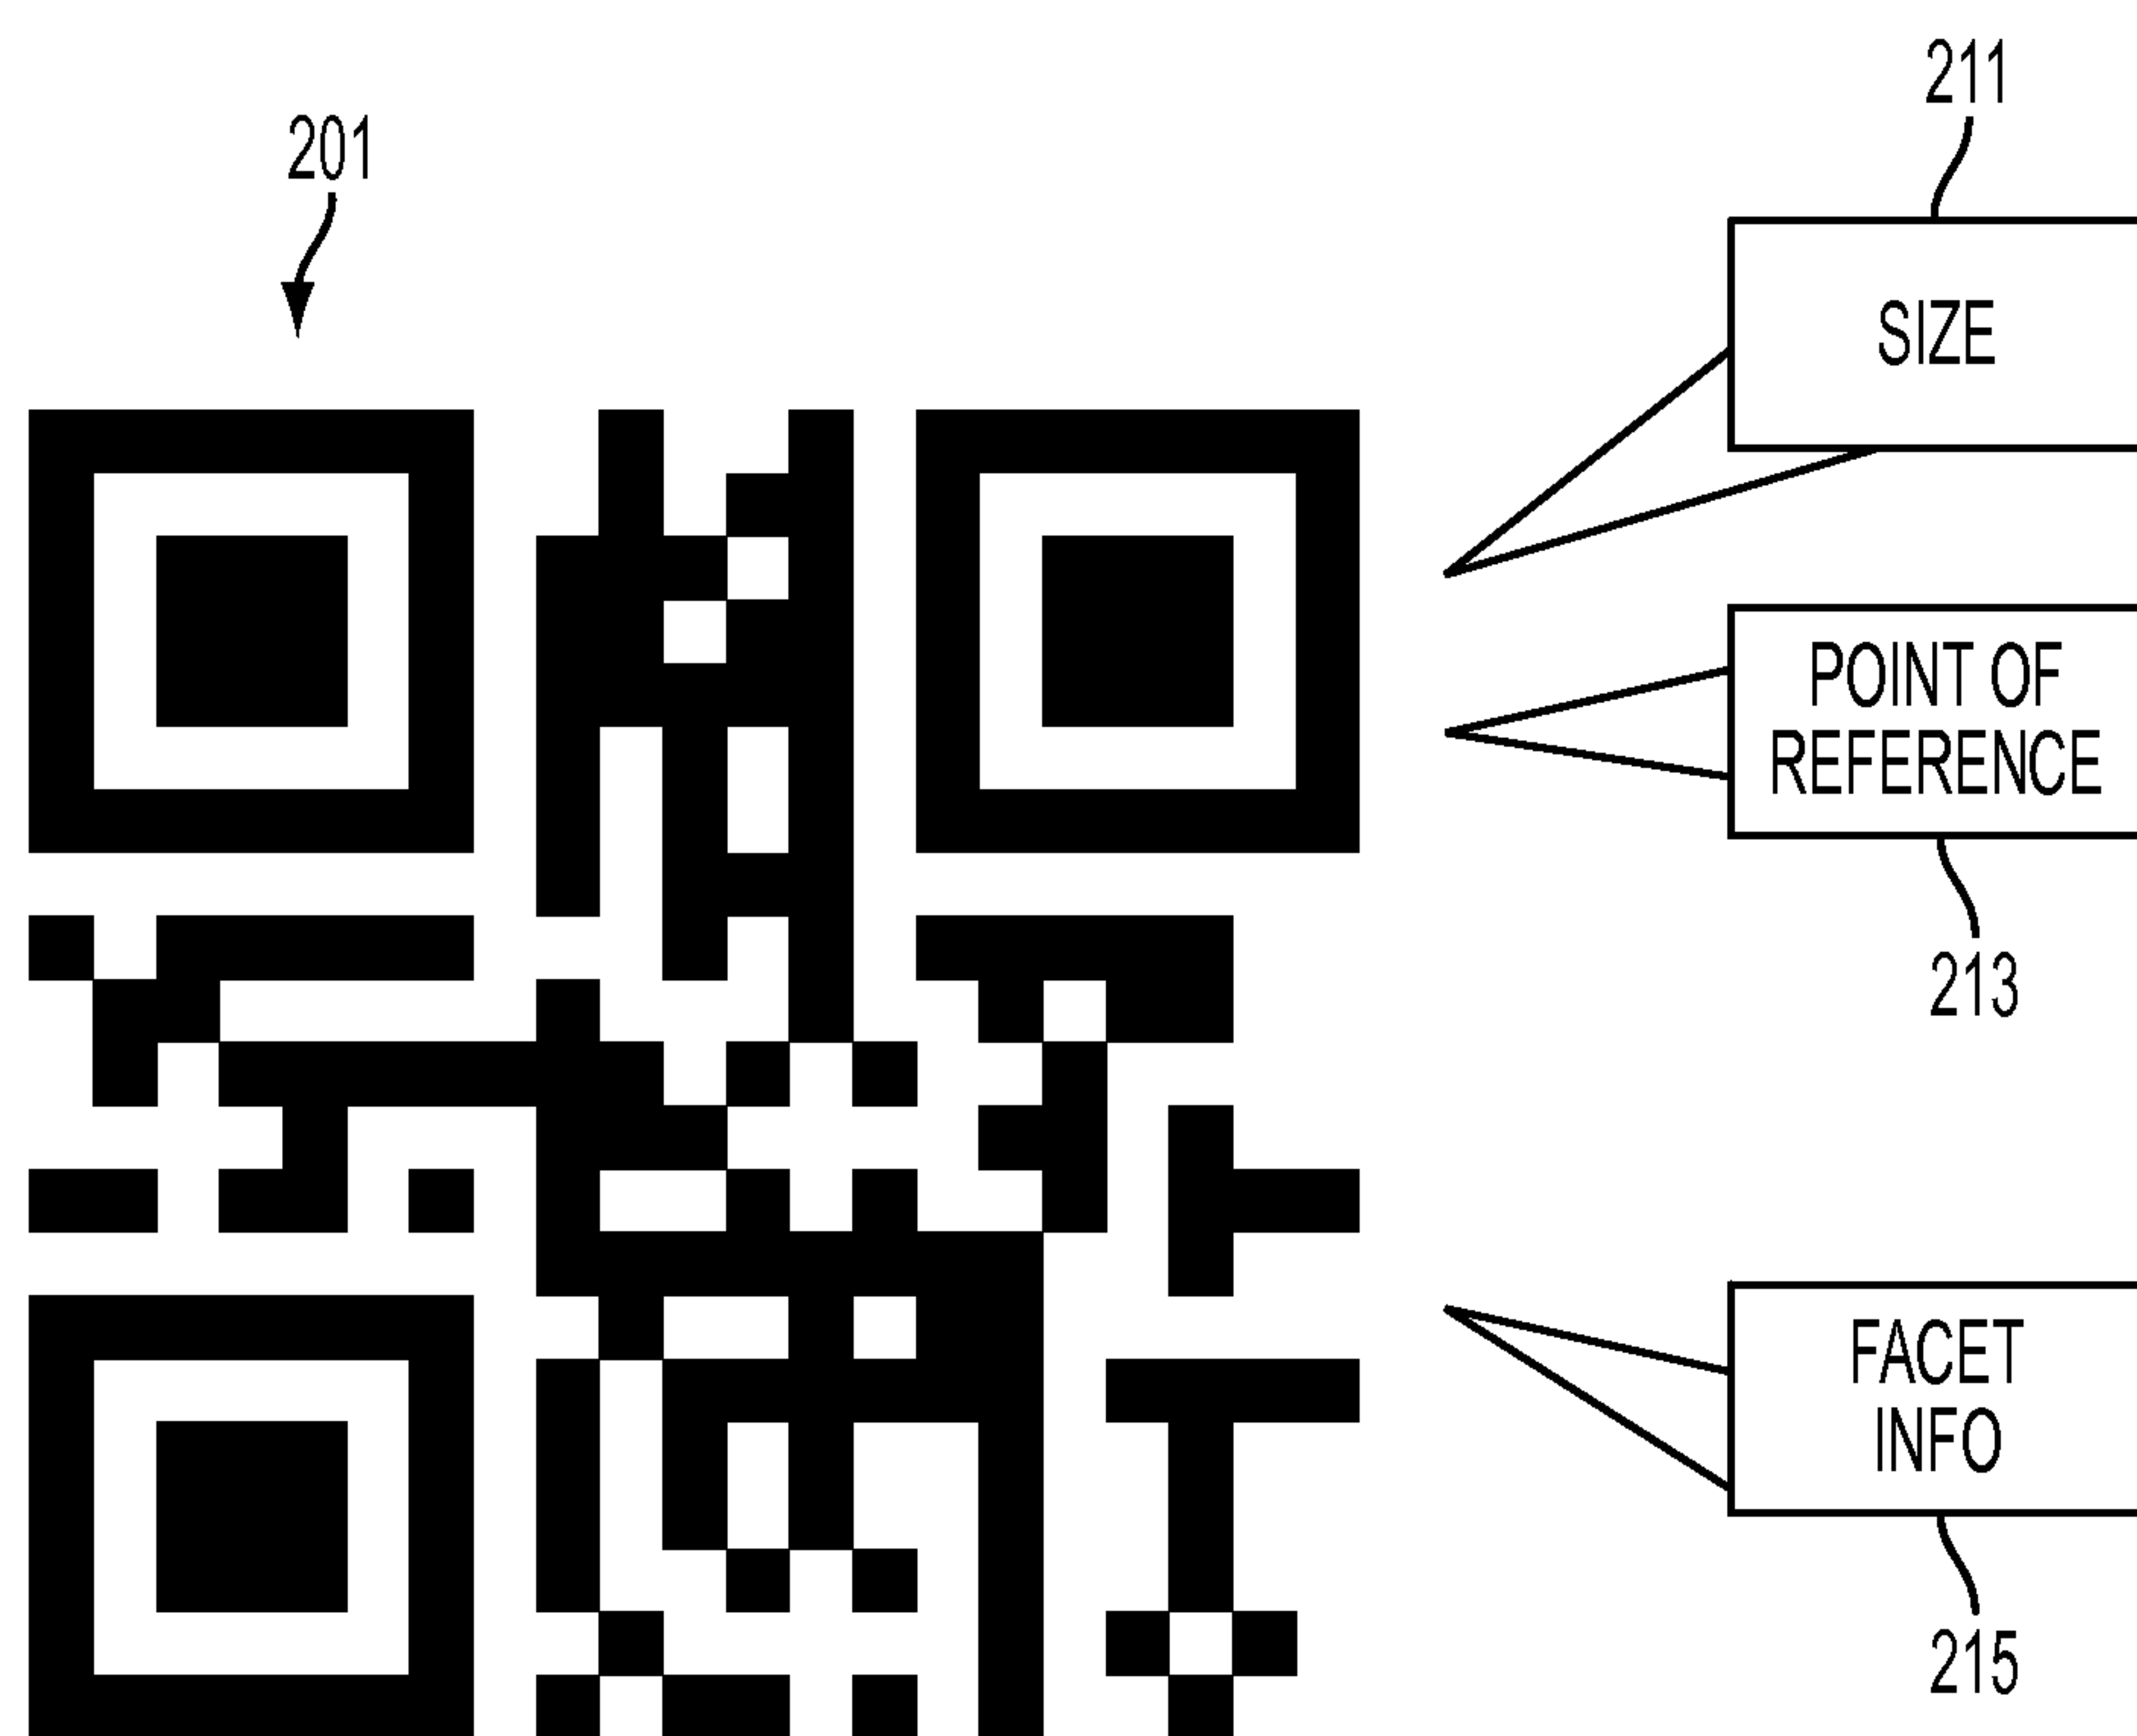 211
201
SIZE
POINT OF
REFERENCE
213
FACET
INFO
215